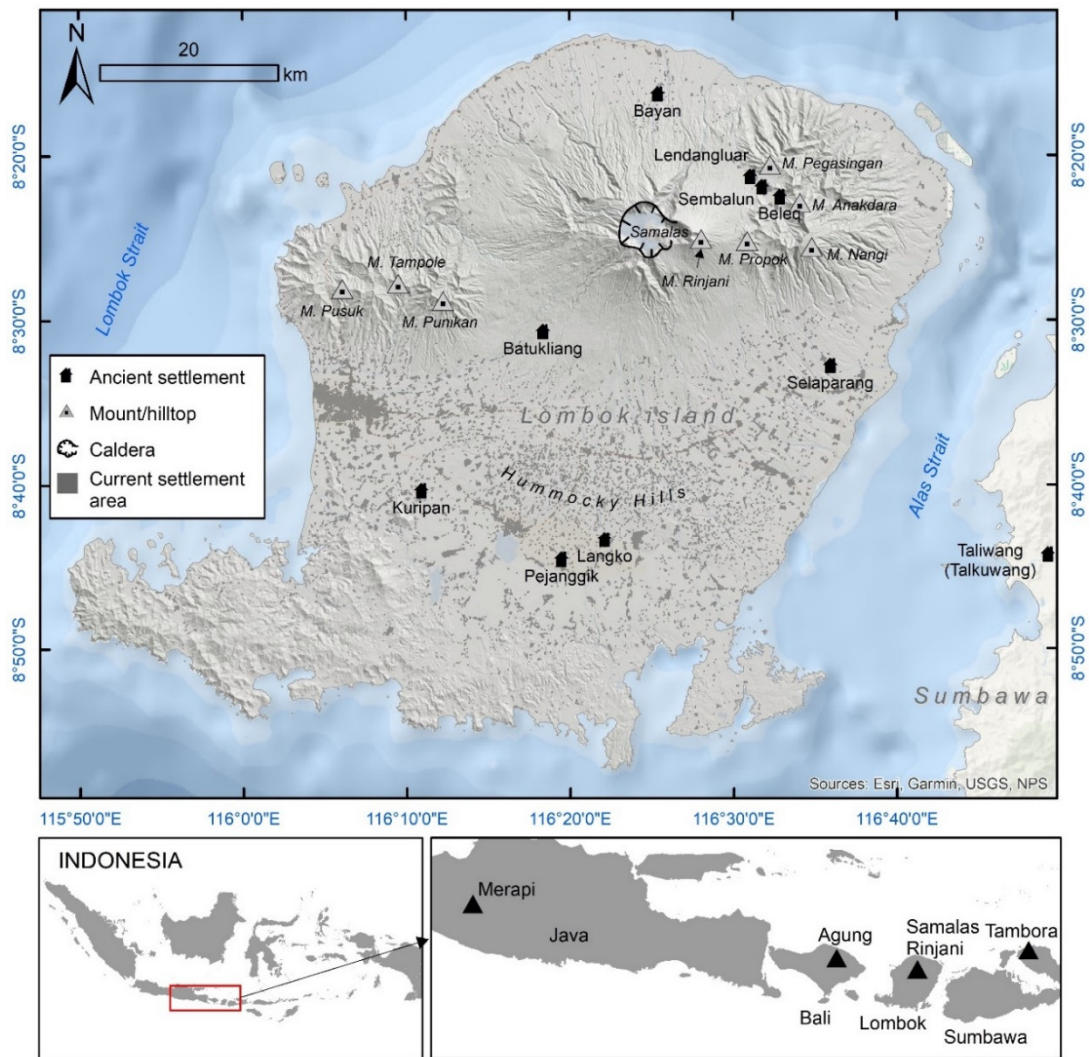 N
20
km
Bayan
Lendangluar
M. Pegasingan
Sembalun
Beleq
M. Anakdara
Samalas
M. Rinjani
M. Propok
M. Nangi
M. Tampole
M. Pusuk
M. Punikan
Batukliang
Selaparang
Lombok Strait
Lombok island
Hummocky Hills
Alas Strait
Kuripan
Langko
Pejanggik
Taliwang
(Talkuwang)
Sumbawa
Ancient settlement
Mount/hilltop
Caldera
Current settlement
area
Sources: Esri, Garmin, USGS, NPS
8°20'0"S
8°30'0"S
8°40'0"S
8°50'0"S
8°20'0"S
8°30'0"S
8°40'0"S
8°50'0"S
115°50'0"E
116°0'0"E
116°10'0"E
116°20'0"E
116°30'0"E
116°40'0"E
INDONESIA
Merapi
Java
Agung
Bali
Samalas
Rinjani
Lombok
Tambora
Sumbawa